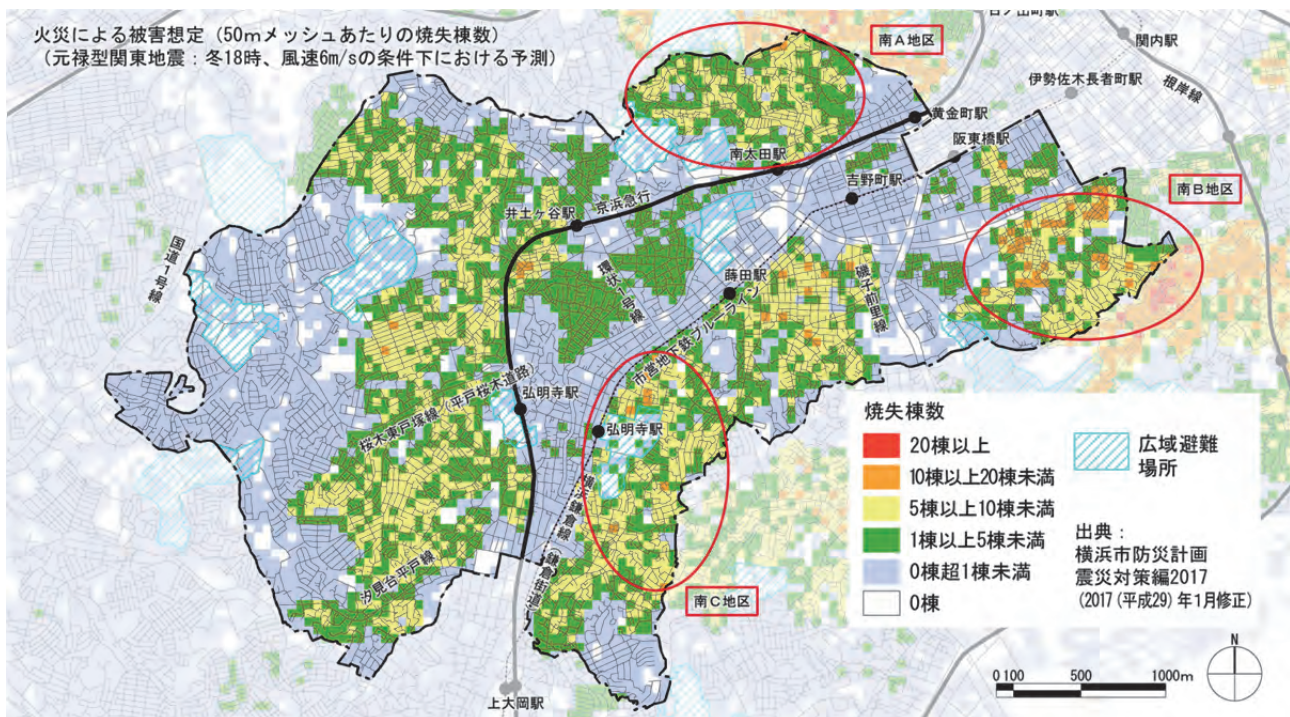 火災による被害想定（50mメッシュあたりの焼失棟数）
（元禄型関東地震：冬18時、風速6m/sの条件下における予測）
南A地区
関内駅
伊勢佐木長者町駅
根岸線
黄金町駅
阪東橋駅
南太田駅
吉野町駅
南B地区
京浜急行
井土ヶ谷駅
国道1号線
環状1号線
蒔田駅
磯子前里線
市営地下鉄ブルーライン
桜木東戸塚線（平戸桜木道路）
弘明寺駅
弘明寺駅
横浜鎌倉線（鎌倉街道）
汐見台平戸線
南C地区
上大岡駅
焼失棟数
20棟以上
10棟以上20棟未満
5棟以上10棟未満
1棟以上5棟未満
0棟超1棟未満
0棟
広域避難
場所
出典：
横浜市防災計画
震災対策編2017
（2017（平成29）年1月修正）
N
0 100 500 1000m